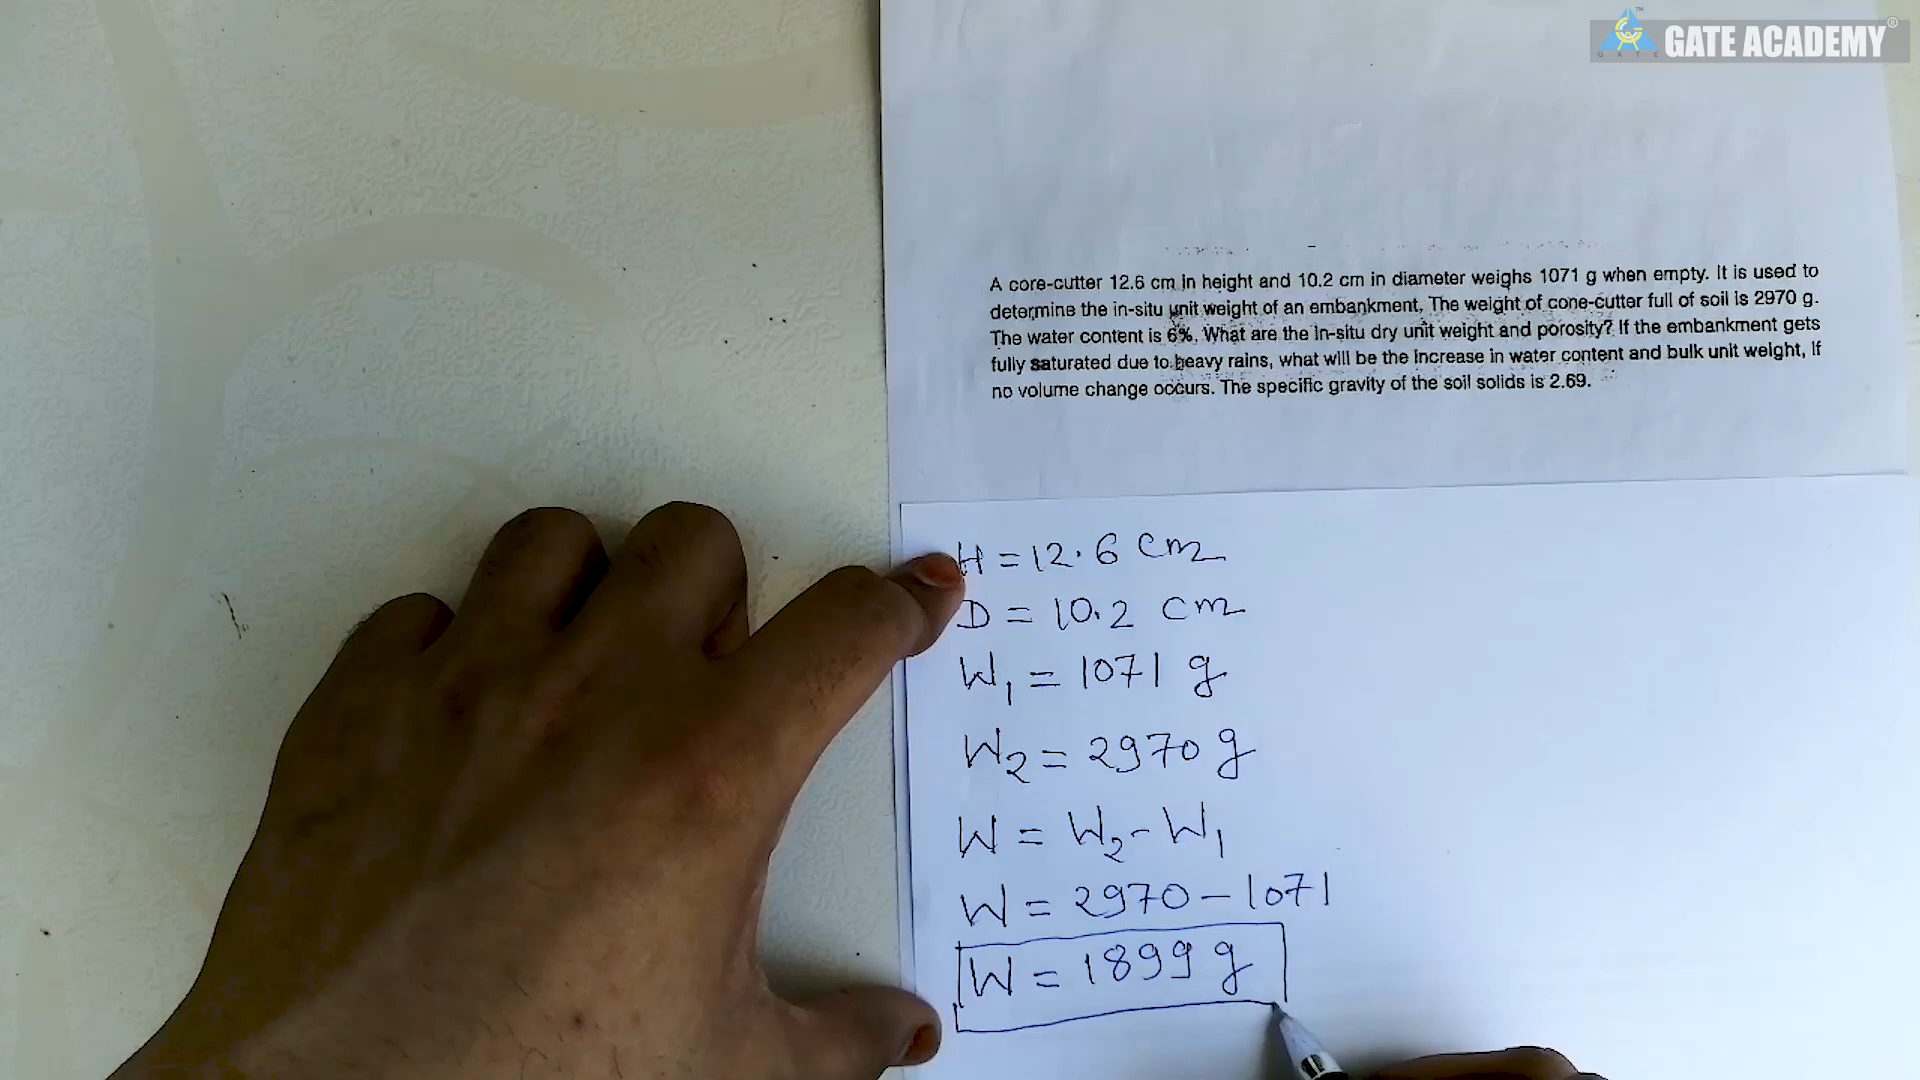 GATE ACADEMY®
A core-cutter 12.6 cm in height and 10.2 cm in diameter weighs 1071 g when empty. It is used to
determine the in-situ unit weight of an embankment, The weight of cone-cutter full of soil is 2970 g.
The water content is 6%. What are the in-situ dry unit weight and porosity? If the embankment gets
fully saturated due to heavy rains, what will be the increase in water content and bulk unit weight, if
no volume change occurs. The specific gravity of the soil solids is 2.69.
H = 12.6 cm
D = 10.2 cm
W₁ = 1071 g
W₂ = 2970 g
W = W₂ - W₁
W = 2970 - 1071
W = 1899 g